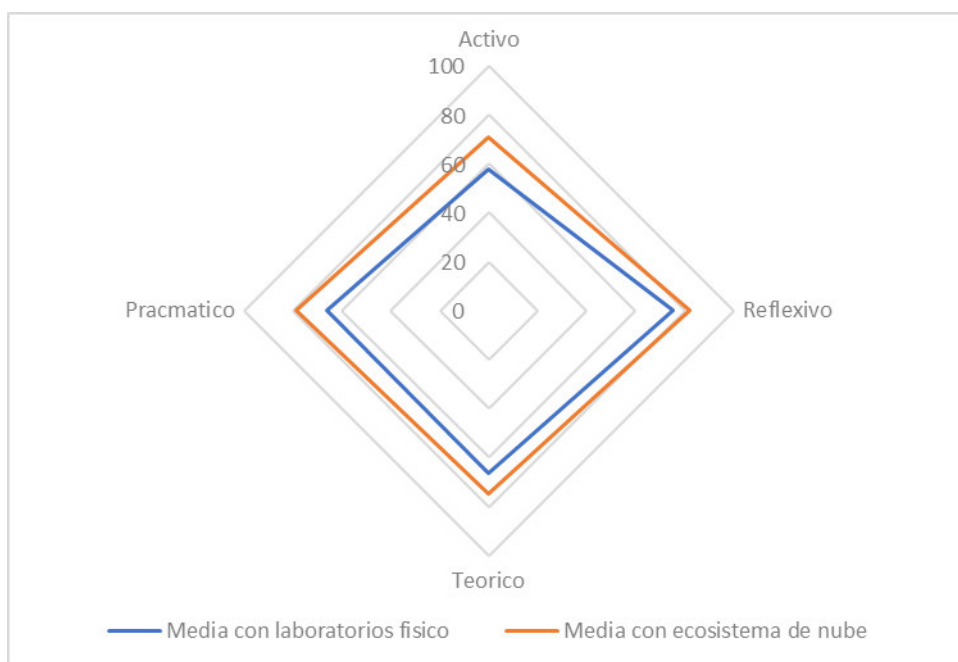 Activo
100
80
60
40
20
0
Pracmatico
Reflexivo
Teorico
Media con laboratorios fisico
Media con ecosistema de nube